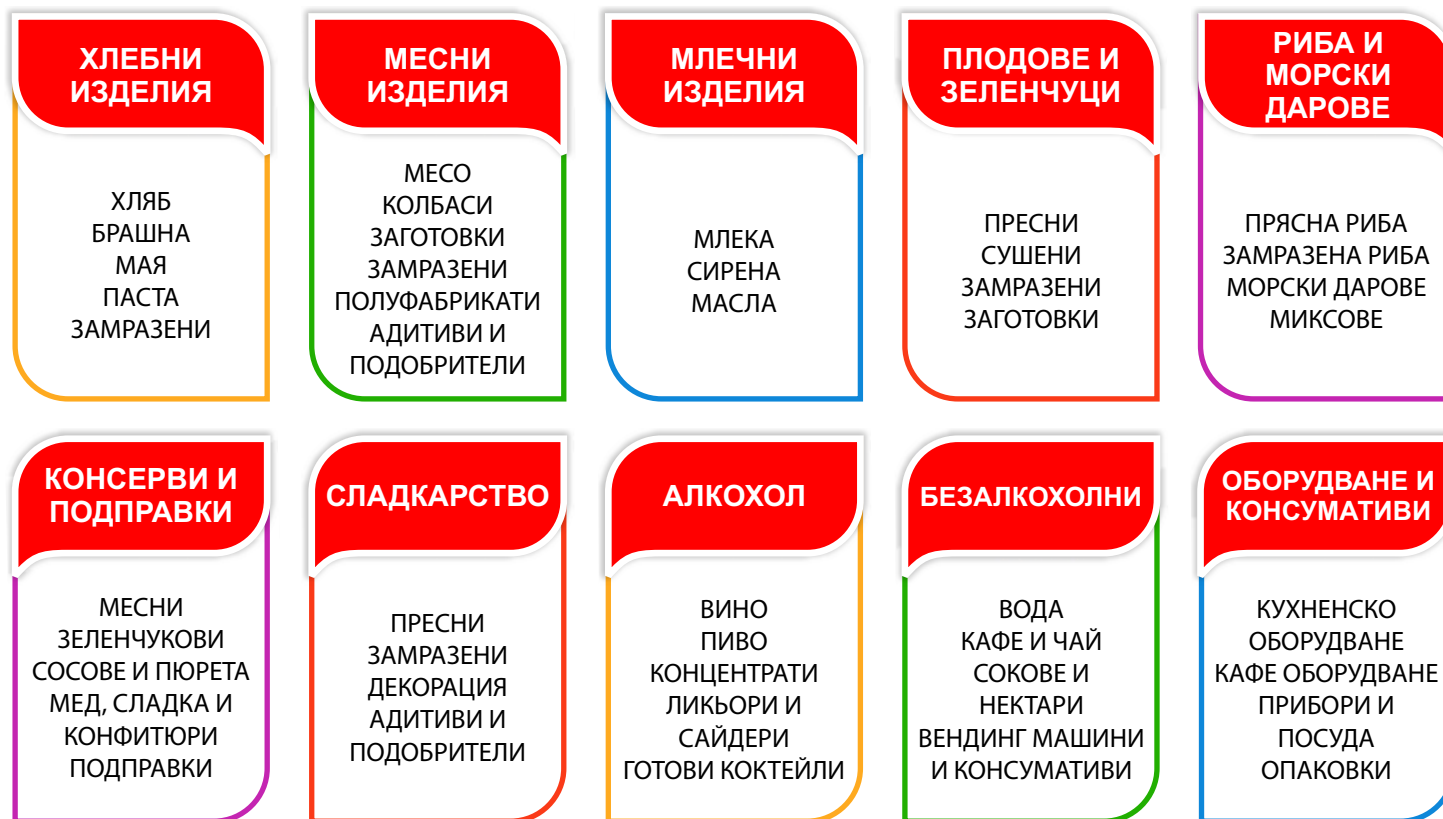 ХЛЕБНИ
ИЗДЕЛИЯ
ХЛЯБ
БРАШНА
МАЯ
ПАСТА
ЗАМРАЗЕНИ
МЕСНИ
ИЗДЕЛИЯ
МЕСО
КОЛБАСИ
ЗАГОТОВКИ
ЗАМРАЗЕНИ
ПОЛУФАБРИКАТИ
АДИТИВИ И
ПОДОБРИТЕЛИ
МЛЕЧНИ
ИЗДЕЛИЯ
МЛЕКА
СИРЕНА
МАСЛА
ПЛОДОВЕ И
ЗЕЛЕНЧУЦИ
ПРЕСНИ
СУШЕНИ
ЗАМРАЗЕНИ
ЗАГОТОВКИ
РИБА И
МОРСКИ
ДАРОВЕ
ПРЯСНА РИБА
ЗАМРАЗЕНА РИБА
МОРСКИ ДАРОВЕ
МИКСОВЕ
КОНСЕРВИ И
ПОДПРАВКИ
МЕСНИ
ЗЕЛЕНЧУКОВИ
СОСОВЕ И ПЮРЕТА
МЕД, СЛАДКА И
КОНФИТЮРИ
ПОДПРАВКИ
СЛАДКАРСТВО
ПРЕСНИ
ЗАМРАЗЕНИ
ДЕКОРАЦИЯ
АДИТИВИ И
ПОДОБРИТЕЛИ
АЛКОХОЛ
ВИНО
ПИВО
КОНЦЕНТРАТИ
ЛИКЬОРИ И
САЙДЕРИ
ГОТОВИ КОКТЕЙЛИ
БЕЗАЛКОХОЛНИ
ВОДА
КАФЕ И ЧАЙ
СОКОВЕ И
НЕКТАРИ
ВЕНДИНГ МАШИНИ
И КОНСУМАТИВИ
ОБОРУДВАНЕ И
КОНСУМАТИВИ
КУХНЕНСКО
ОБОРУДВАНЕ
КАФЕ ОБОРУДВАНЕ
ПРИБОРИ И
ПОСУДА
ОПАКОВКИ